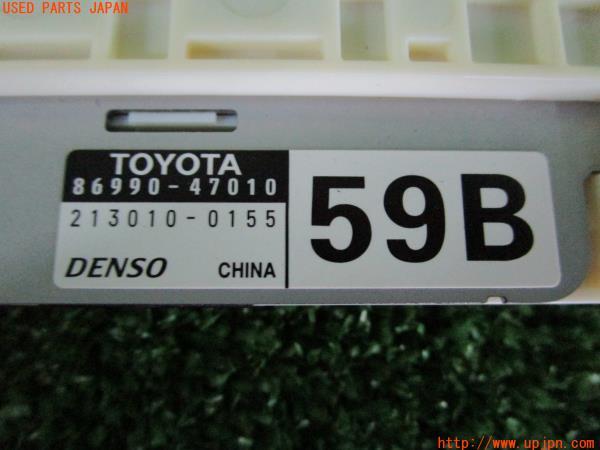 USED PARTS JAPAN
TOYOTA
86990-47010
213010-0155
DENSO CHINA
59B
http://www.upjpn.com/